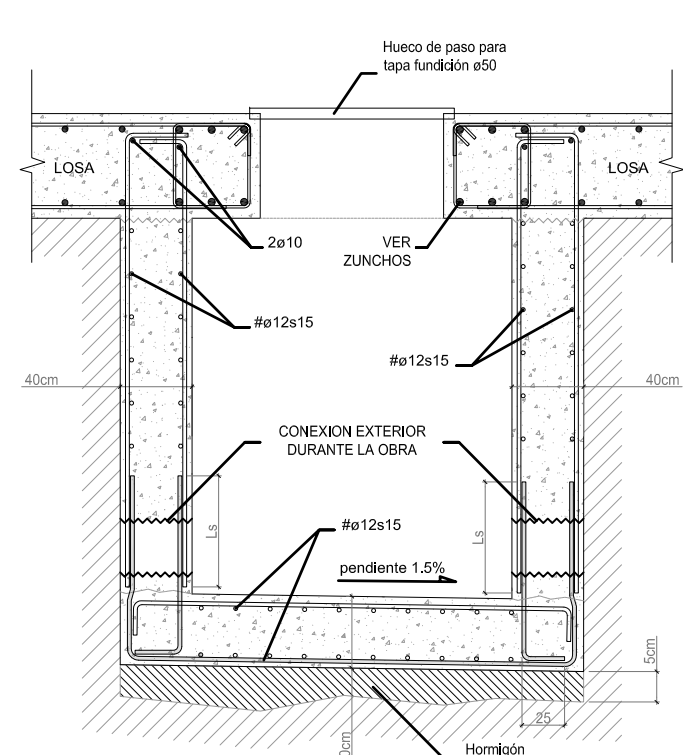 Hueco de paso para
tapa fundición ø50
LOSA
LOSA
2ø10
VER
ZUNCHOS
#ø12s15
#ø12s15
40cm
40cm
CONEXION EXTERIOR
DURANTE LA OBRA
Ls
Ls
#ø12s15
pendiente 1.5%
5cm
25
Hormigón